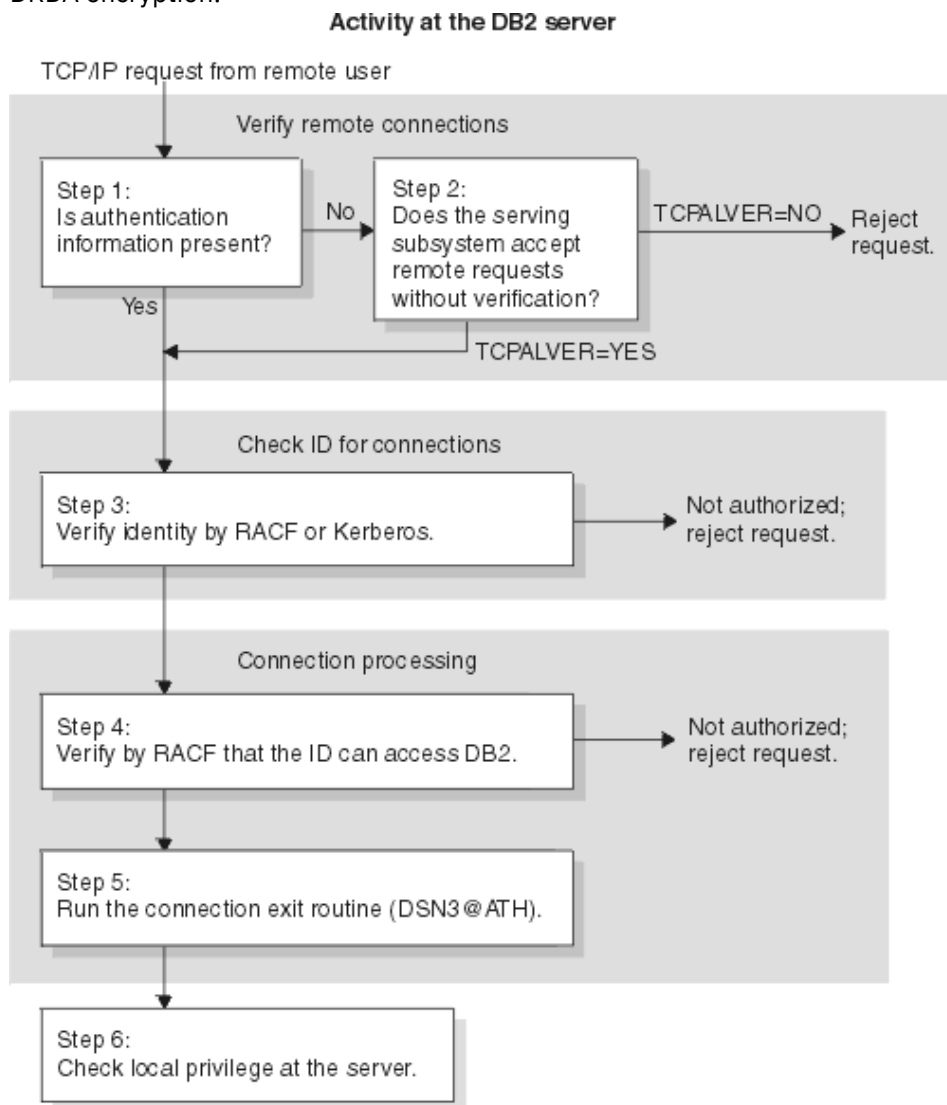 DRDA encryption.
Activity at the DB2 server
TCP/IP request from remote user
Verify remote connections
Step 1:
Is authentication
information present?
No
Step 2:
Does the serving
subsystem accept
remote requests
without verification?
TCPALVER=NO
Reject
request.
Yes
TCPALVER=YES
Check ID for connections
Step 3:
Verify identity by RACF or Kerberos.
Not authorized;
reject request.
Connection processing
Step 4:
Verify by RACF that the ID can access DB2.
Not authorized;
reject request.
Step 5:
Run the connection exit routine (DSN3@ATH).
Step 6:
Check local privilege at the server.